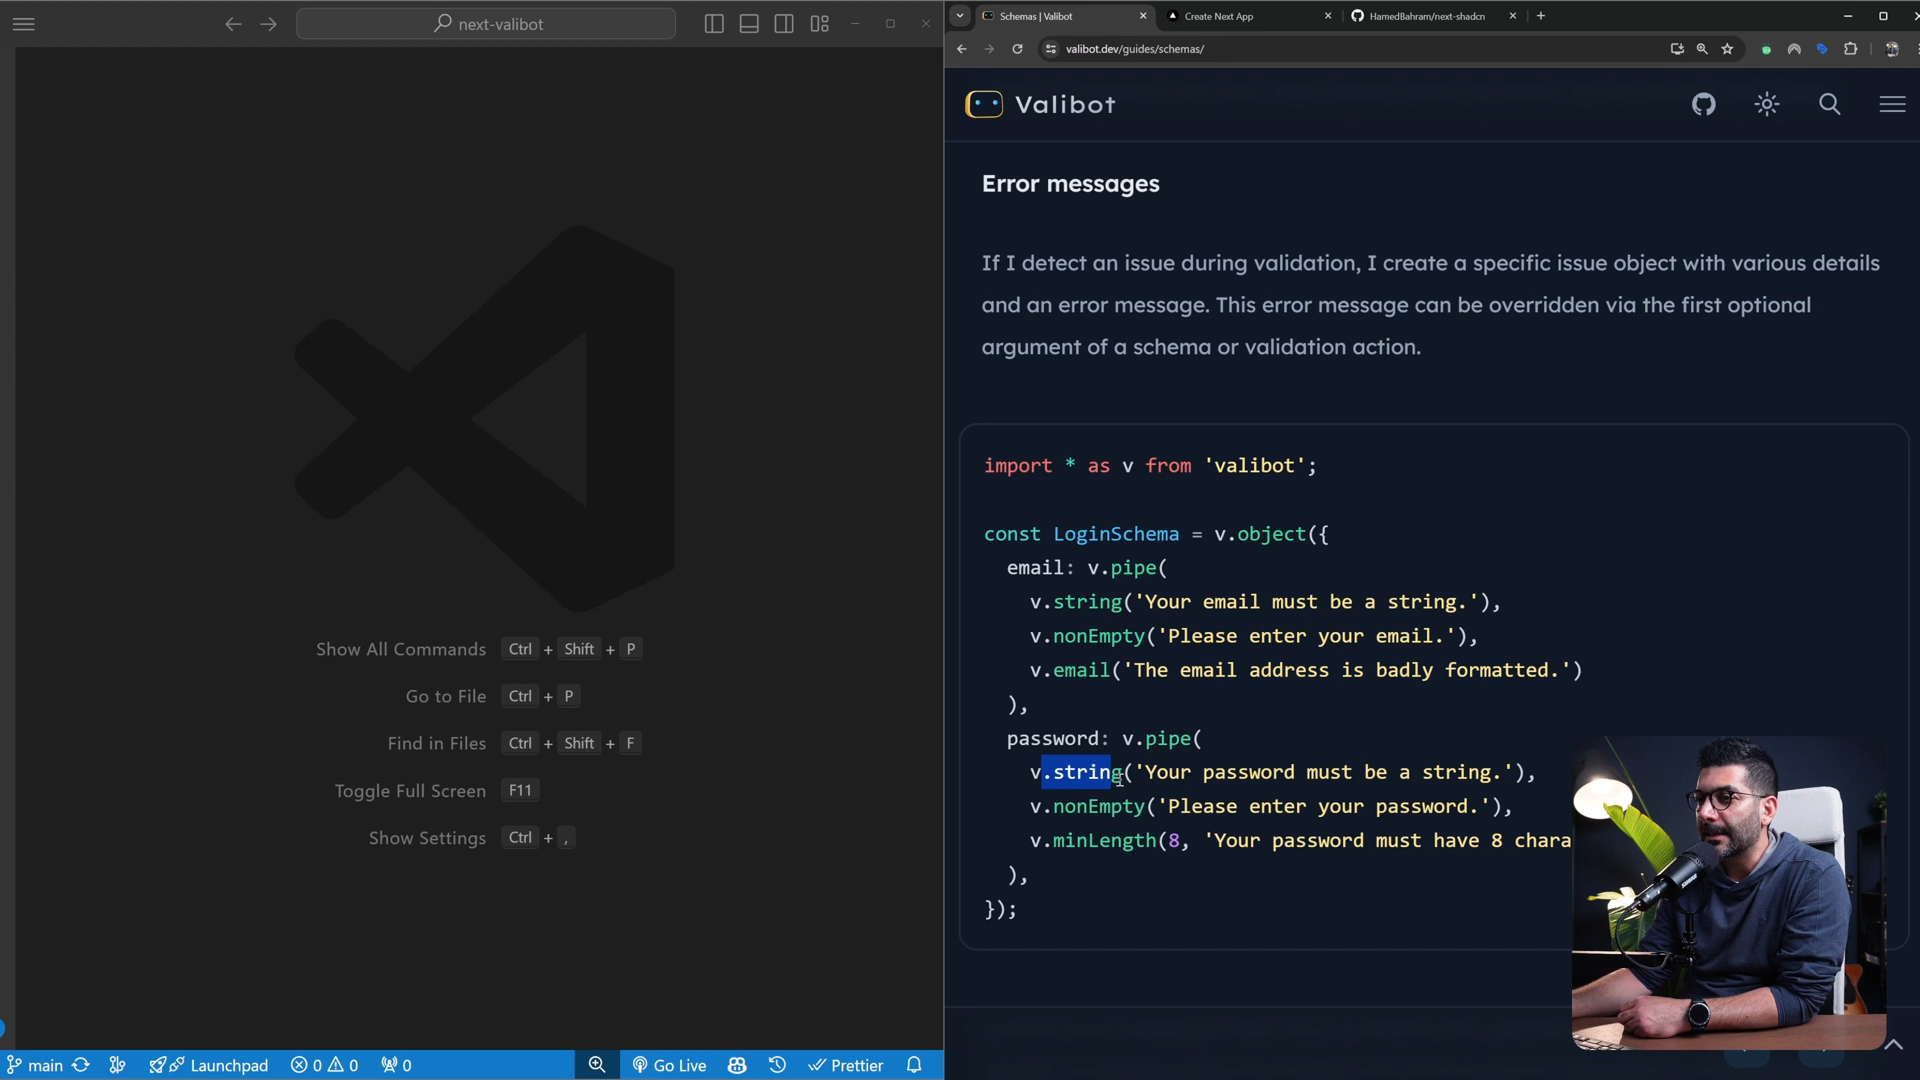 next-valibot
Show All Commands Ctrl + Shift + P
Go to File Ctrl + P
Find in Files Ctrl + Shift + F
Toggle Full Screen F11
Show Settings Ctrl + ,
main Launchpad 0 0 0 Go Live Prettier
Schemas | Valibot
Create Next App
HamedBahram/next-shadcn
valibot.dev/guides/schemas/
Valibot
Error messages
If I detect an issue during validation, I create a specific issue object with various details
and an error message. This error message can be overridden via the first optional
argument of a schema or validation action.
import * as v from 'valibot';
const LoginSchema = v.object({
email: v.pipe(
v.string('Your email must be a string.'),
v.nonEmpty('Please enter your email.'),
v.email('The email address is badly formatted.')
),
password: v.pipe(
v.string('Your password must be a string.'),
v.nonEmpty('Please enter your password.'),
v.minLength(8, 'Your password must have 8 chara
),
});